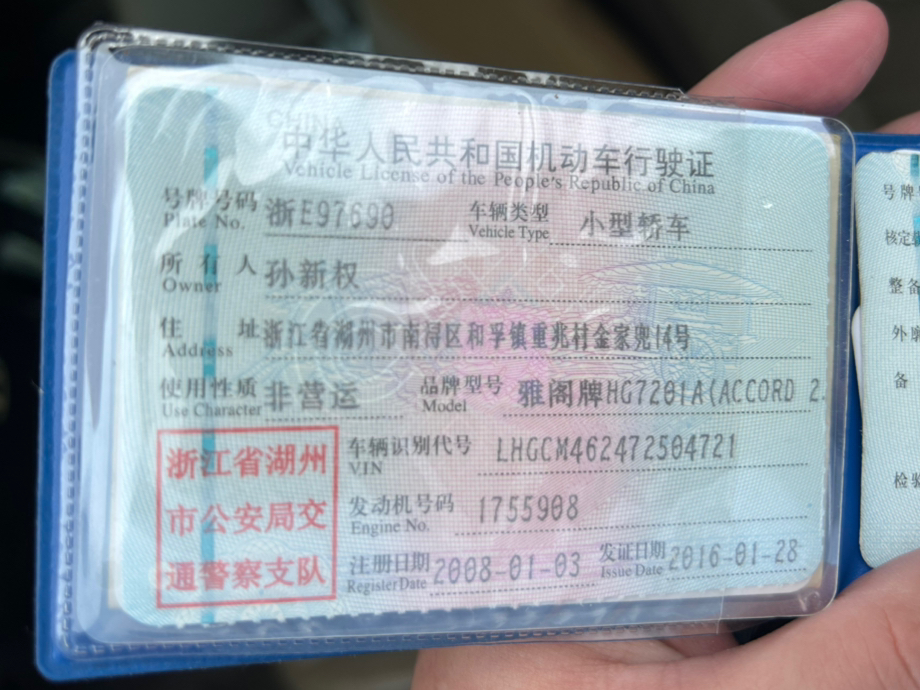 CHINA
中华人民共和国机动车行驶证
Vehicle License of the People's Republic of China
号牌号码 浙E97690 车辆类型 小型轿车
Plate No. Vehicle Type
所有人 孙新权
Owner
住址 浙江省湖州市南浔区和孚镇重兆村金家兜14号
Address
使用性质 非营运 品牌型号 雅阁牌HG7201A(ACCORD 2.
Use Character Model
浙江省湖州
市公安局交
通警察支队
车辆识别代号 LHGCM462472504721
VIN
发动机号码 1755908
Engine No.
注册日期 2008-01-03 发证日期 2016-01-28
Register Date Issue Date
号牌
核定
整备
外廓
备
检验